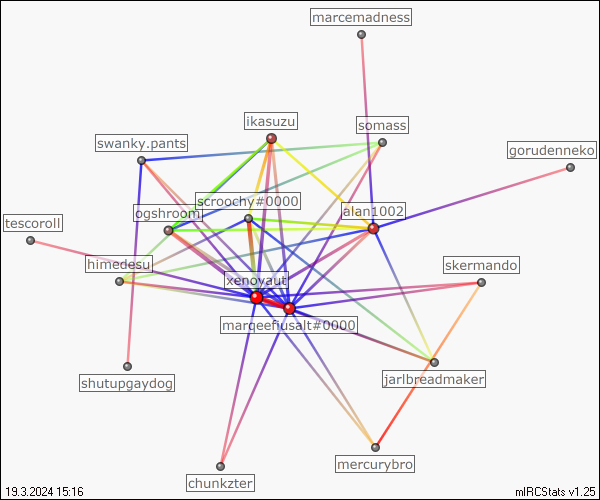 marcemadness
ikasuzu
somass
swanky.pants
gorudenneko
scroochy#0000
ogshroom
alan1002
tescoroll
himedesu
skermando
xenoyaut
marqeefiusalt#0000
jarlbreadmaker
shutupgaydog
mercurybro
chunkzter
19.3.2024 15:16
mIRCStats v1.25